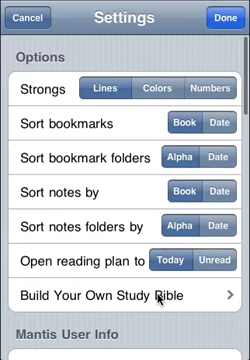 Cancel Settings Done
Options
Strongs Lines Colors Numbers
Sort bookmarks Book Date
Sort bookmark folders Alpha Date
Sort notes by Book Date
Sort notes folders by Alpha Date
Open reading plan to Today Unread
Build Your Own Study Bible
Mantis User Info